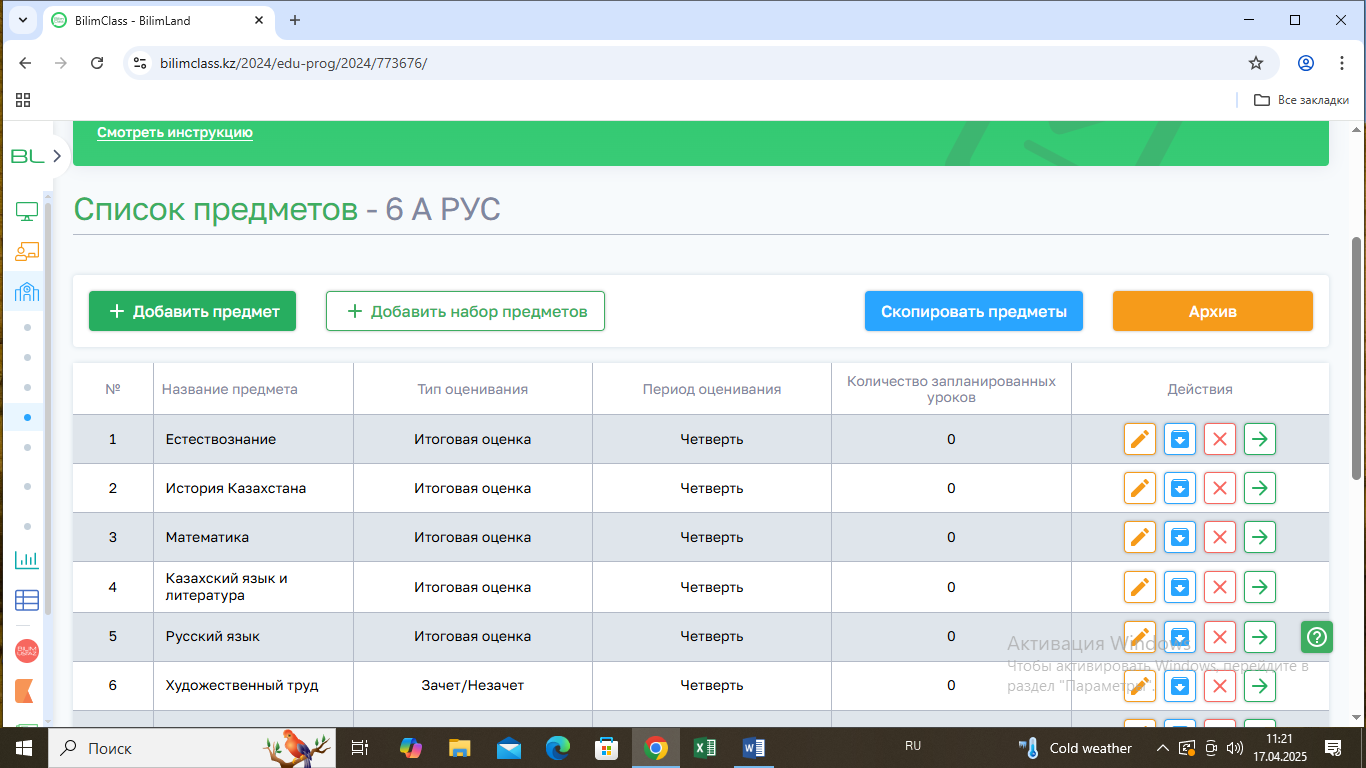 BilimClass - BilimLand
bilimclass.kz/2024/edu-prog/2024/773676/
Все закладки
Смотреть инструкцию
BL
Список предметов - 6 А РУС
+ Добавить предмет
+ Добавить набор предметов
Скопировать предметы
Архив
№ Название предмета Тип оценивания Период оценивания Количество запланированных уроков Действия
1 Естествознание Итоговая оценка Четверть 0
2 История Казахстана Итоговая оценка Четверть 0
3 Математика Итоговая оценка Четверть 0
4 Казахский язык и
литература Итоговая оценка Четверть 0
5 Русский язык Итоговая оценка Четверть 0
6 Художественный труд Зачет/Незачет Четверть 0
Активация Windows
Чтобы активировать Windows, перейдите в
раздел "Параметры".
Поиск
RU
Cold weather
11:21
17.04.2025